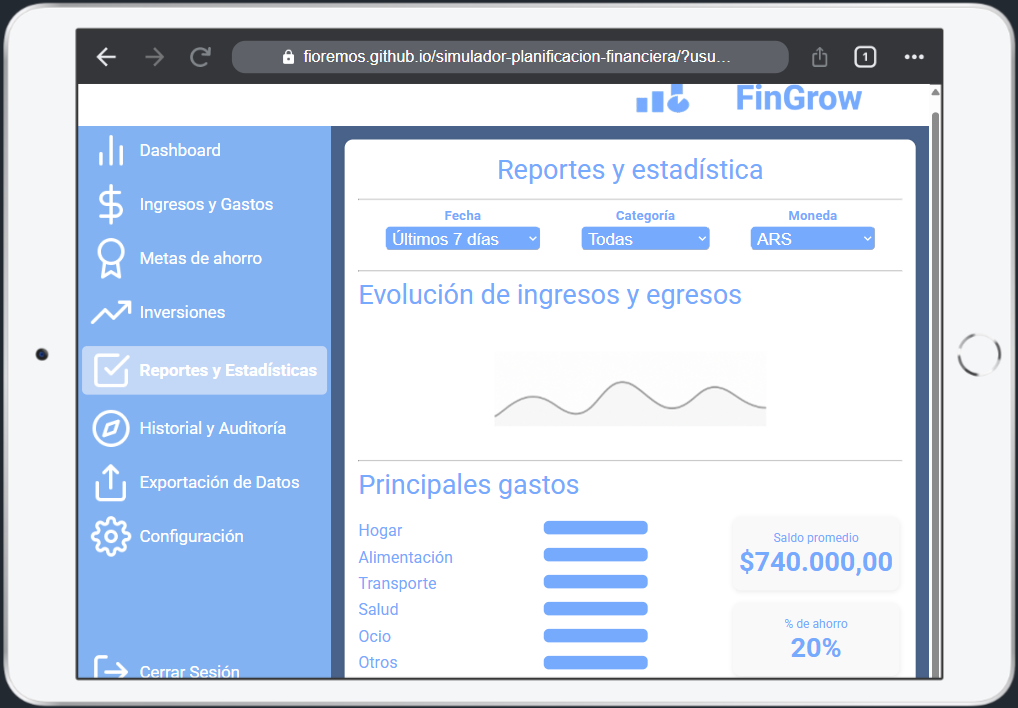 fioremos.github.io/simulador-planificacion-financiera/?usu...
1
FinGrow
Dashboard
Ingresos y Gastos
Metas de ahorro
Inversiones
Reportes y Estadísticas
Historial y Auditoría
Exportación de Datos
Configuración
Cerrar Sesión
Reportes y estadística
Fecha
Categoría
Moneda
Últimos 7 días
Todas
ARS
Evolución de ingresos y egresos
Principales gastos
Hogar
Alimentación
Transporte
Salud
Ocio
Otros
Saldo promedio
$740.000,00
% de ahorro
20%